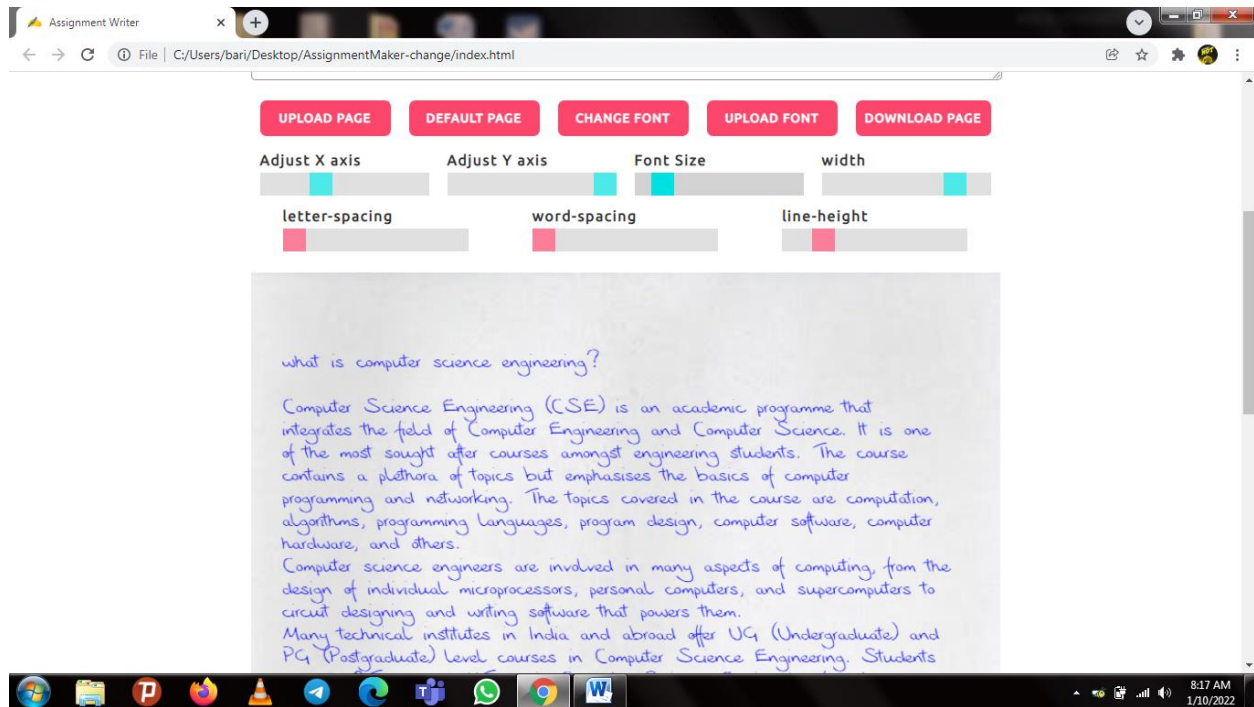 Assignment Writer
File | C:/Users/bari/Desktop/AssignmentMaker-change/index.html
UPLOAD PAGE DEFAULT PAGE CHANGE FONT UPLOAD FONT DOWNLOAD PAGE
Adjust X axis Adjust Y axis Font Size width
letter-spacing word-spacing line-height
what is computer science engineering?
Computer Science Engineering (CSE) is an academic programme that
integrates the field of Computer Engineering and Computer Science. It is one
of the most sought after courses amongst engineering students. The course
contains a plethora of topics but emphasises the basics of computer
programming and networking. The topics covered in the course are computation,
algorithms, programming languages, program design, computer software, computer
hardware, and others.
Computer science engineers are involved in many aspects of computing, from the
design of individual microprocessors, personal computers, and supercomputers to
circuit designing and writing software that powers them.
Many technical institutes in India and abroad offer UG (Undergraduate) and
PG (Postgraduate) level courses in Computer Science Engineering. Students
8:17 AM
1/10/2022